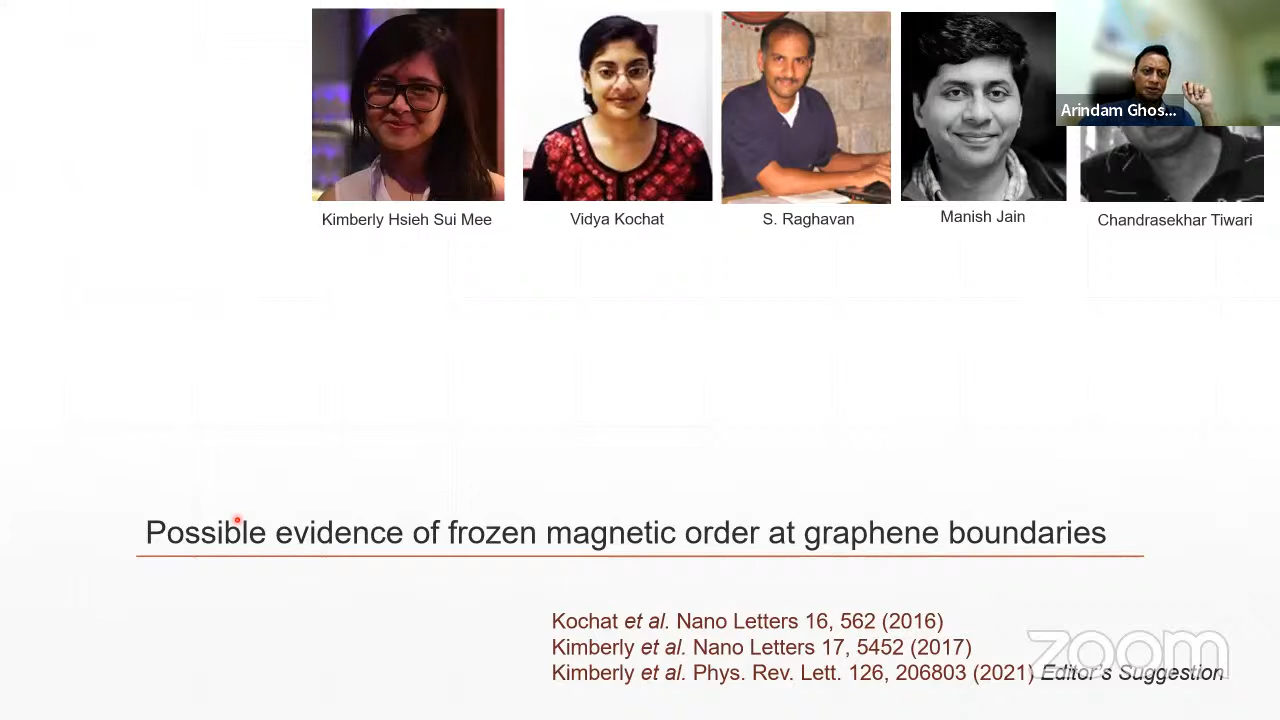 Arindam Ghos...
Kimberly Hsieh Sui Mee
Vidya Kochat
S. Raghavan
Manish Jain
Chandrasekhar Tiwari
Possible evidence of frozen magnetic order at graphene boundaries
Kochat et al. Nano Letters 16, 562 (2016)
Kimberly et al. Nano Letters 17, 5452 (2017)
Kimberly et al. Phys. Rev. Lett. 126, 206803 (2021) Editor's Suggestion
zoom